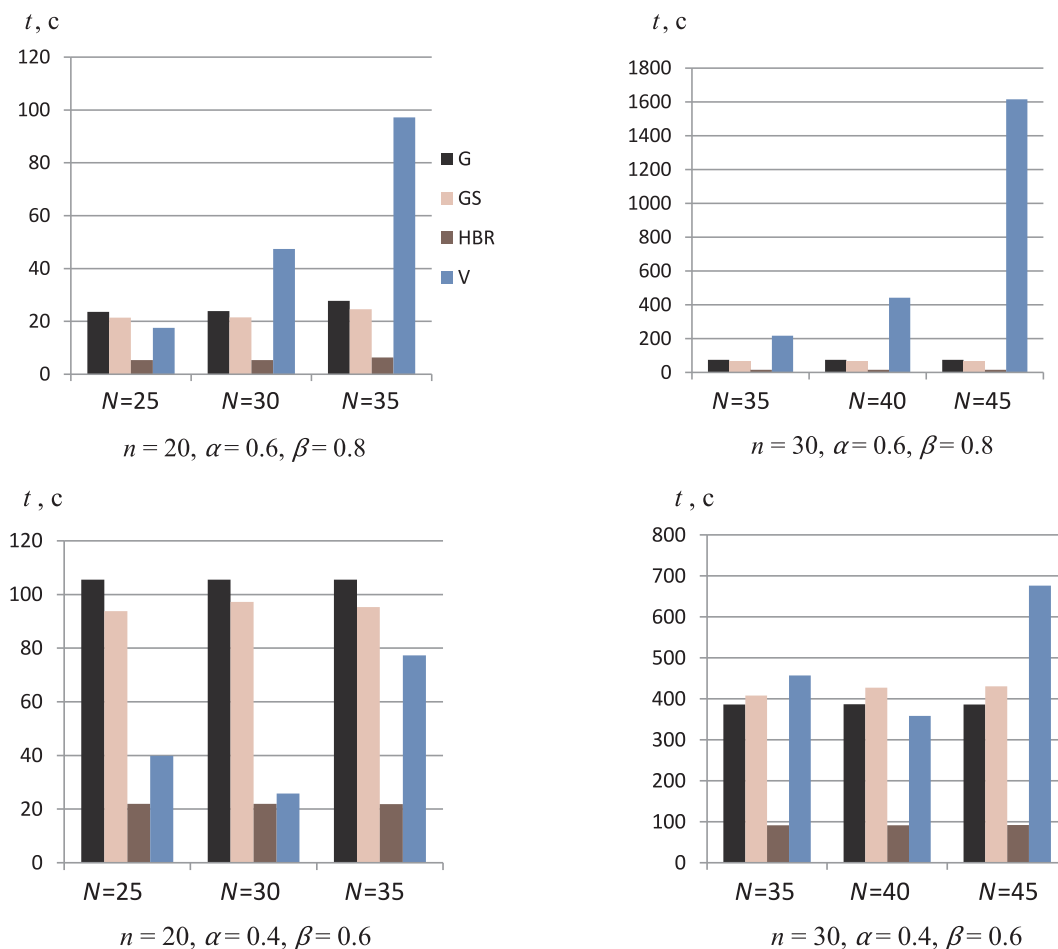 t, c
120
100
80
60
40
20
0
N=25 N=30 N=35
G
GS
HBR
V
n = 20, α = 0.6, β = 0.8
t, c
1800
1600
1400
1200
1000
800
600
400
200
0
N=35 N=40 N=45
n = 30, α = 0.6, β = 0.8
t, c
120
100
80
60
40
20
0
N=25 N=30 N=35
n = 20, α = 0.4, β = 0.6
t, c
800
700
600
500
400
300
200
100
0
N=35 N=40 N=45
n = 30, α = 0.4, β = 0.6